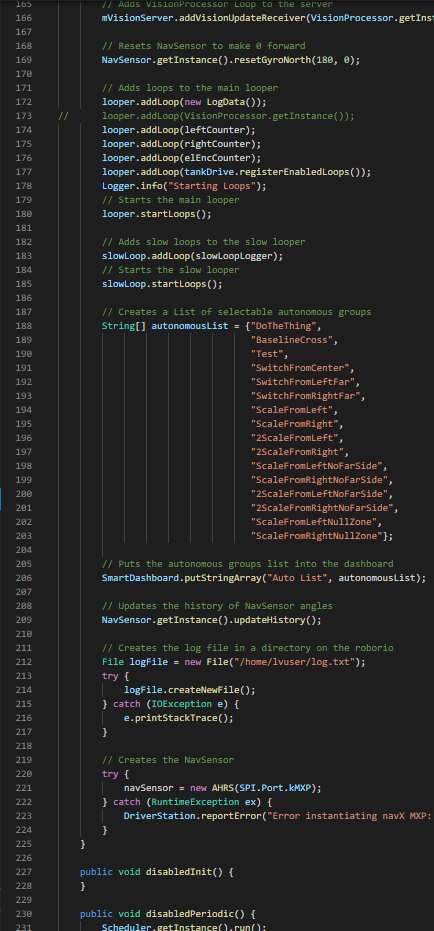 165 // Adds VisionProcessor Loop to the server
166 mVisionServer.addVisionUpdateReceiver(VisionProcessor.getInst
167
168 // Resets NavSensor to make 0 forward
169 NavSensor.getInstance().resetGyroNorth(180, 0);
170
171 // Adds loops to the main looper
172 looper.addLoop(new LogData());
173 // looper.addLoop(VisionProcessor.getInstance());
174 looper.addLoop(leftCounter);
175 looper.addLoop(rightCounter);
176 looper.addLoop(elEncCounter);
177 looper.addLoop(tankDrive.registerEnabledLoops());
178 Logger.info("Starting Loops");
179 // Starts the main looper
180 looper.startLoops();
181
182 // Adds slow loops to the slow looper
183 slowLoop.addLoop(slowLoopLogger);
184 // Starts the slow looper
185 slowLoop.startLoops();
186
187 // Creates a List of selectable autonomous groups
188 String[] autonomousList = {"DoTheThing",
189 "BaselineCross",
190 "Test",
191 "SwitchFromCenter",
192 "SwitchFromLeftFar",
193 "SwitchFromRightFar",
194 "ScaleFromLeft",
195 "ScaleFromRight",
196 "2ScaleFromLeft",
197 "2ScaleFromRight",
198 "ScaleFromLeftNoFarSide",
199 "ScaleFromRightNoFarSide",
200 "2ScaleFromLeftNoFarSide",
201 "2ScaleFromRightNoFarSide",
202 "ScaleFromLeftNullZone",
203 "ScaleFromRightNullZone"};
204
205 // Puts the autonomous groups list into the dashboard
206 SmartDashboard.putStringArray("Auto List", autonomousList);
207
208 // Updates the history of NavSensor angles
209 NavSensor.getInstance().updateHistory();
210
211 // Creates the log file in a directory on the roborio
212 File logFile = new File("/home/lvuser/log.txt");
213 try {
214 logFile.createNewFile();
215 } catch (IOException e) {
216 e.printStackTrace();
217 }
218
219 // Creates the NavSensor
220 try {
221 navSensor = new AHRS(SPI.Port.kMXP);
222 } catch (RuntimeException ex) {
223 DriverStation.reportError("Error instantiating navX MXP:
224 }
225 }
226
227 public void disabledInit() {
228 }
229
230 public void disabledPeriodic() {
231 Scheduler.getInstance().run();